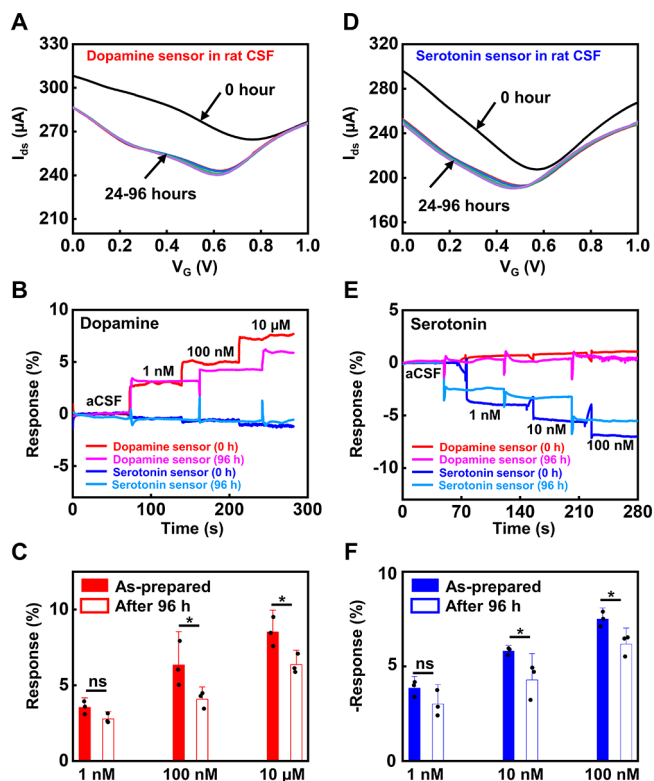 A
Dopamine sensor in rat CSF
0 hour
24-96 hours
330
300
270
240
210
I_ds (µA)
0.0 0.2 0.4 0.6 0.8 1.0
V_G (V)
D
Serotonin sensor in rat CSF
0 hour
24-96 hours
320
280
240
200
160
I_ds (µA)
0.0 0.2 0.4 0.6 0.8 1.0
V_G (V)
B
Dopamine
10 µM
100 nM
1 nM
aCSF
Dopamine sensor (0 h)
Dopamine sensor (96 h)
Serotonin sensor (0 h)
Serotonin sensor (96 h)
10
5
0
-5
Response (%)
0 100 200 300
Time (s)
E
Serotonin
aCSF
1 nM
10 nM
100 nM
Dopamine sensor (0 h)
Dopamine sensor (96 h)
Serotonin sensor (0 h)
Serotonin sensor (96 h)
5
0
-5
-10
Response (%)
0 70 140 210 280
Time (s)
C
As-prepared
After 96 h
ns
*
*
10
5
0
Response (%)
1 nM 100 nM 10 µM
F
As-prepared
After 96 h
ns
*
*
10
5
0
-Response (%)
1 nM 10 nM 100 nM